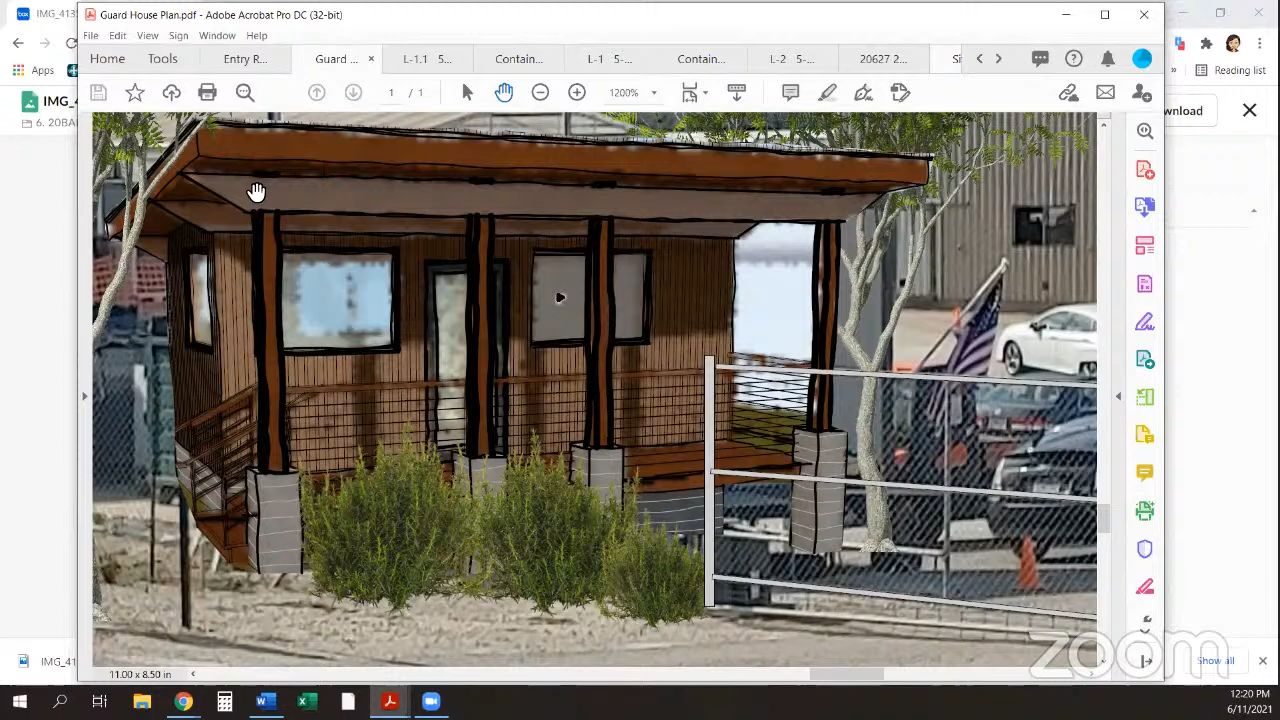 IMG_413
Guard House Plan.pdf - Adobe Acrobat Pro DC (32-bit)
File Edit View Sign Window Help
Home Tools Entry R... Guard ... × L-1.1 5... Contain... L-1 5-... Contain... L-2 5-... 20627 2... Si
Apps
Reading list
1 / 1
1200%
IMG_4
wnload
6. 20BA
11.00 x 8.50 in
zoom
IMG_41
Show all
12:20 PM
6/11/2021